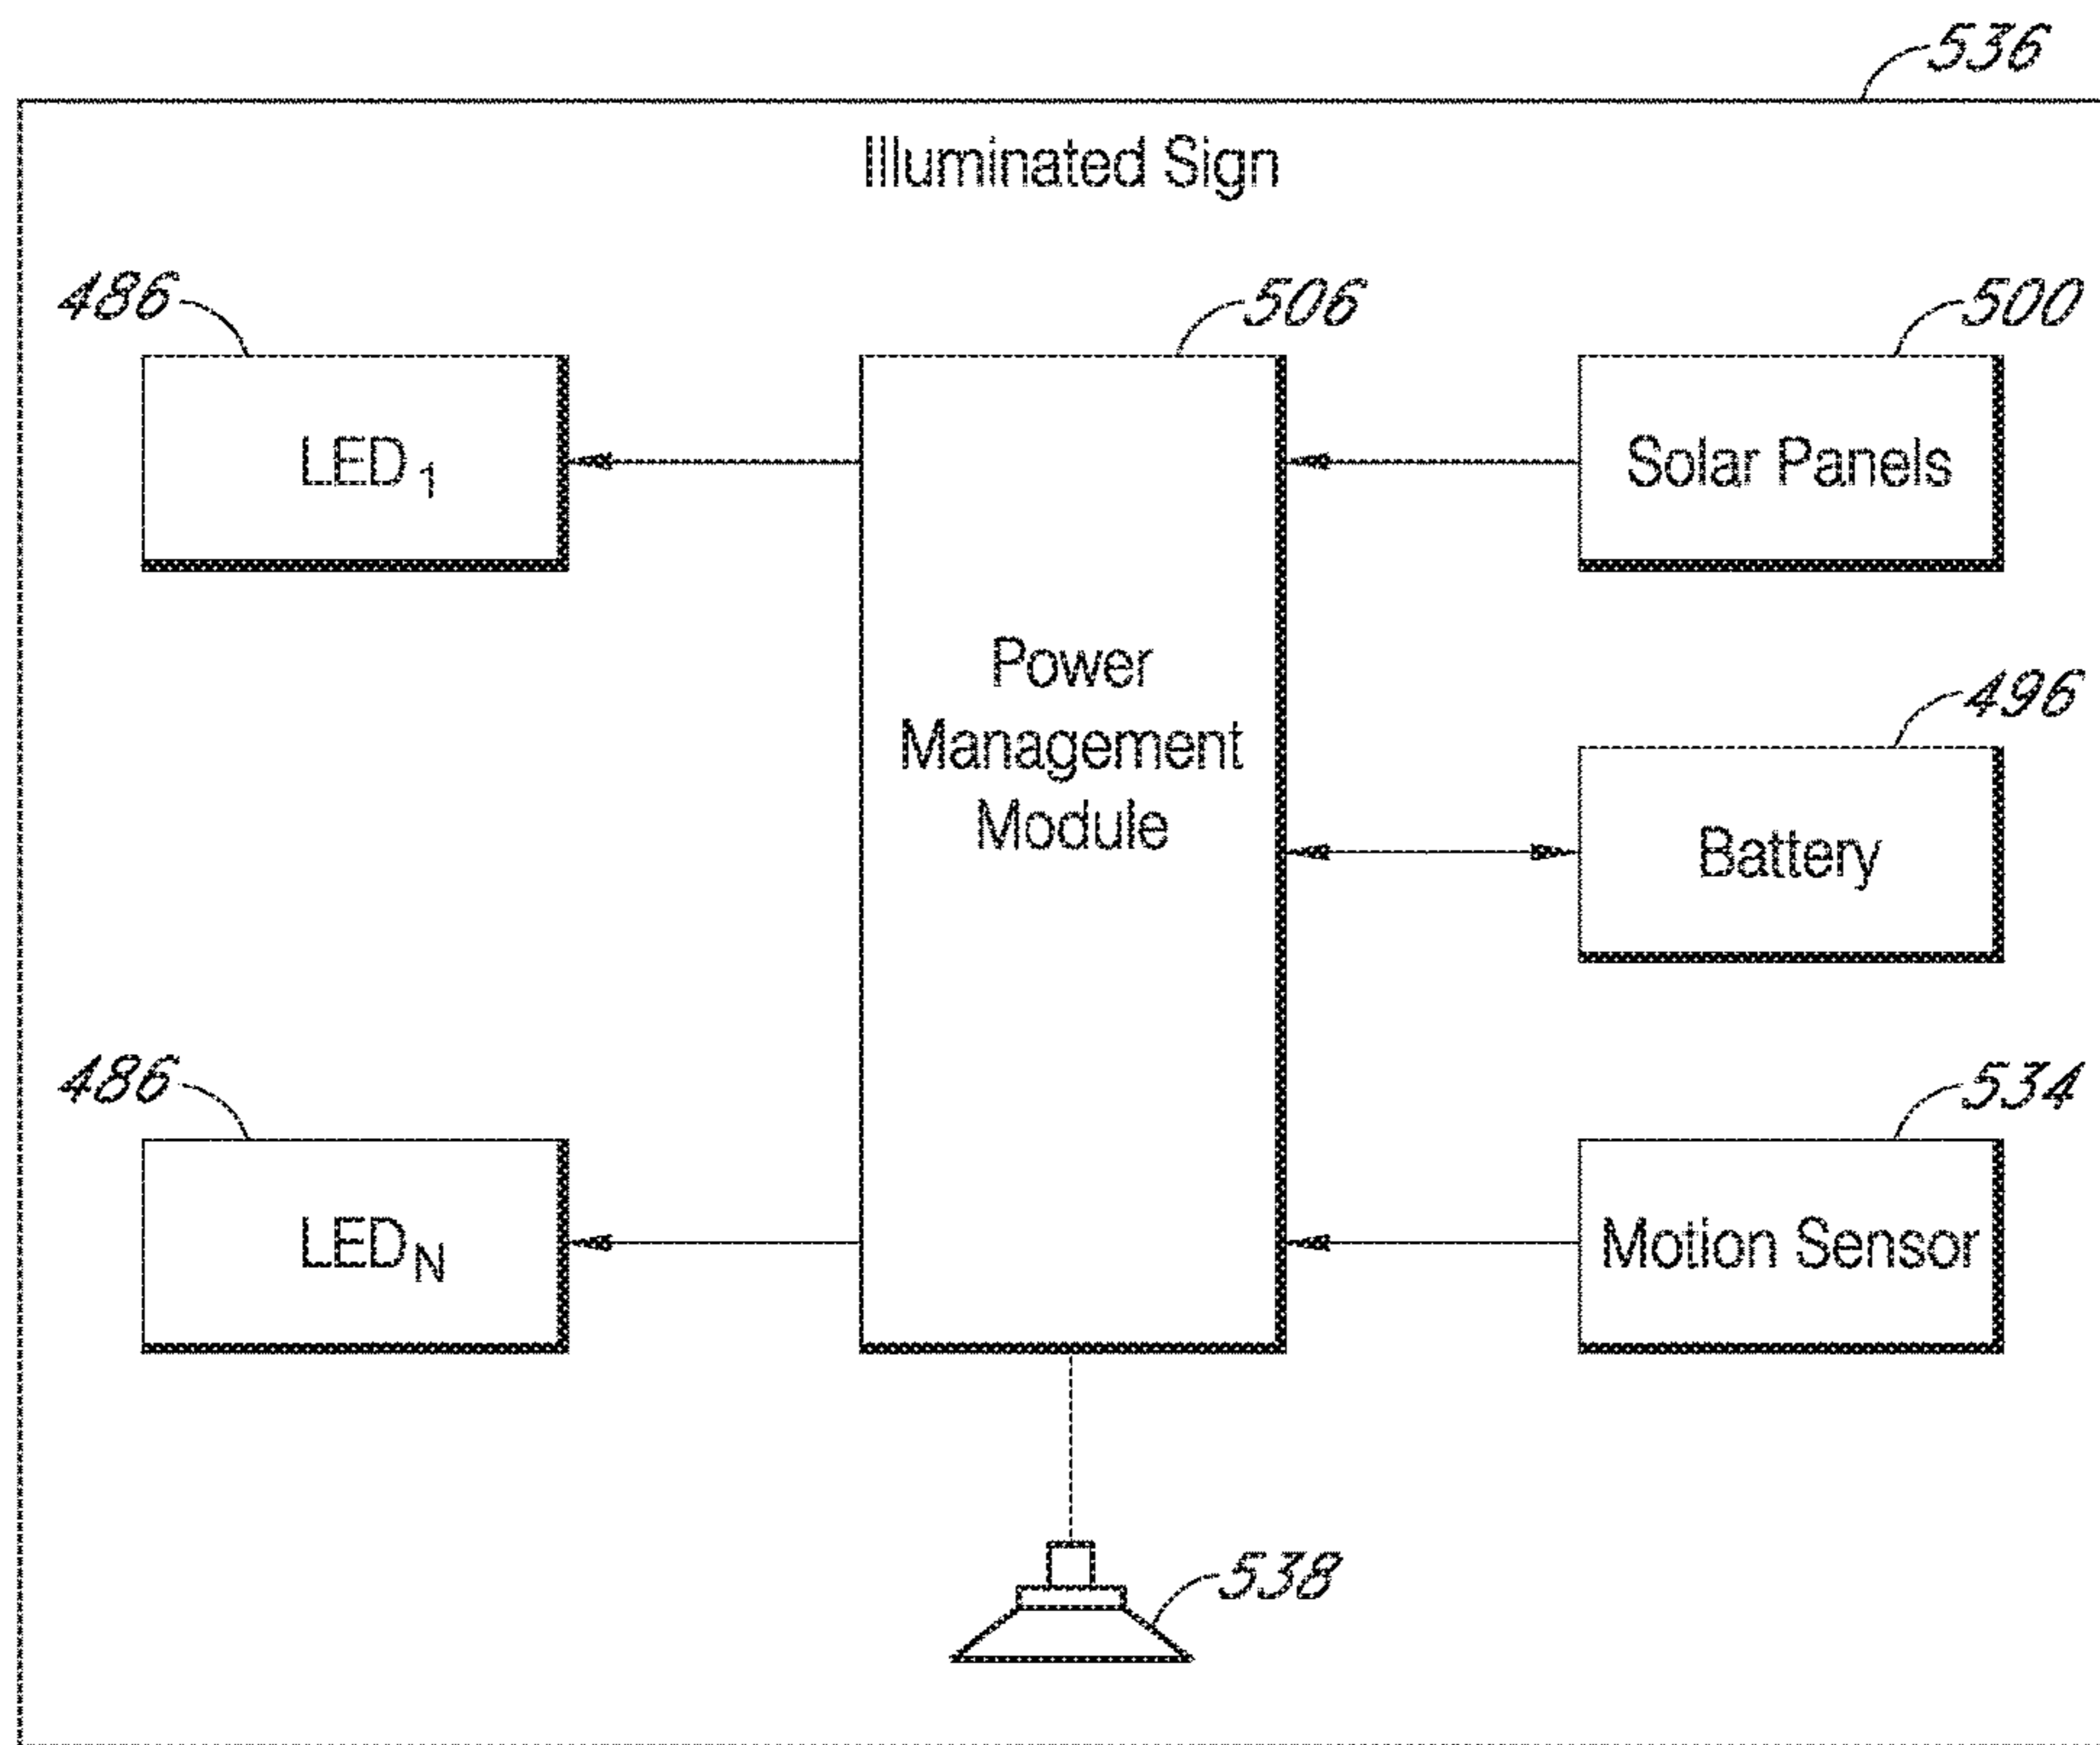 536
Illuminated Sign
486
506
500
LED1
Solar Panels
Power
Management
Module
496
Battery
486
534
LEDN
Motion Sensor
538